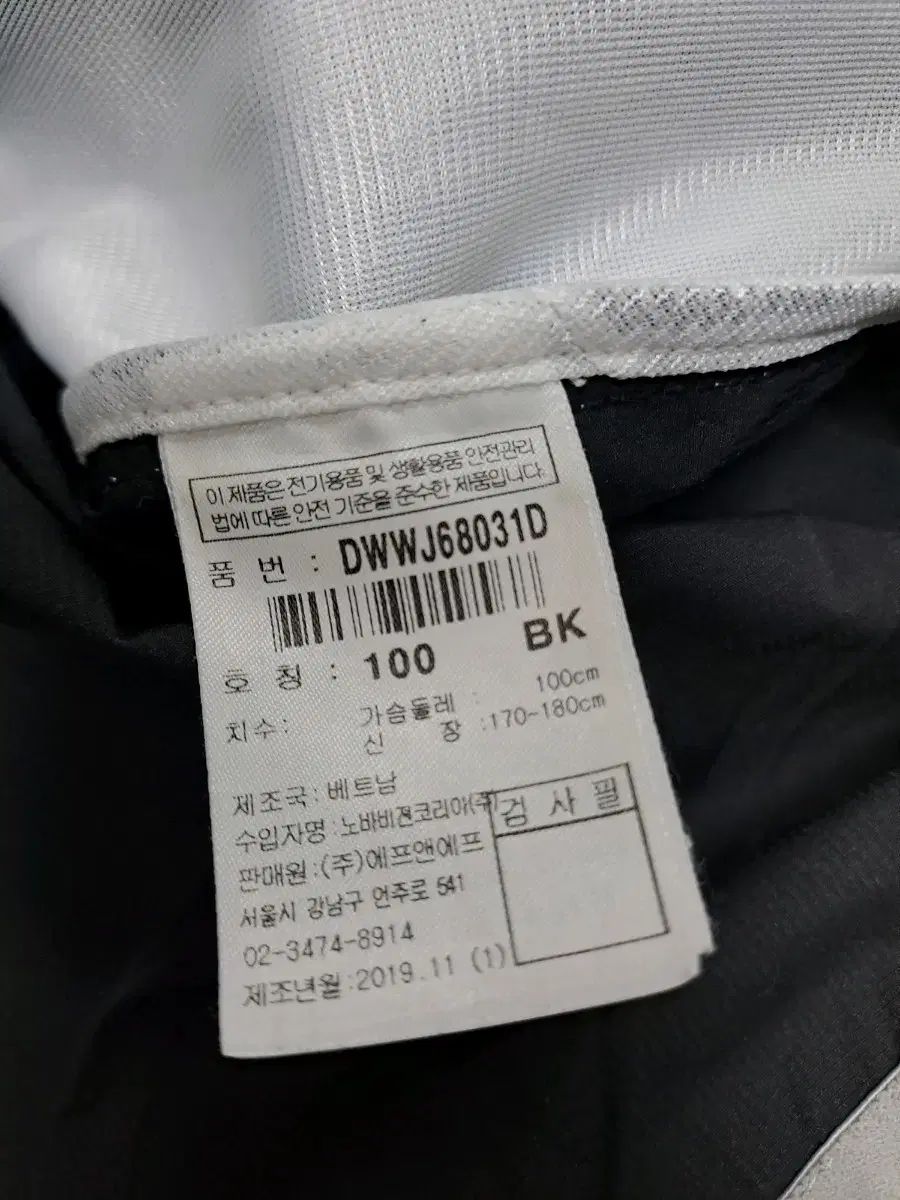 이 제품은 전기용품 및 생활용품 안전관리
법에 따른 안전 기준을 준수한 제품입니다.
품 번 : DWWJ68031D
호 칭 : 100 BK
치수: 가슴둘레 : 100cm
신 장 :170-180cm
제조국: 베트남
수입자명 :노바비젼코리아(주)
검 사 필
판매원 :(주)에프앤에프
서울시 강남구 언주로 541
02-3474-8914
제조년월 :2019.11 (1)